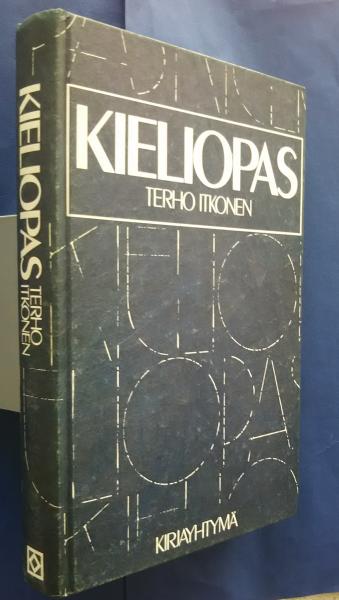 KIELIOPAS
TERHO ITKONEN
KIRJAYHTYMÄ
KIELIOPAS
TERHO
ITKONEN